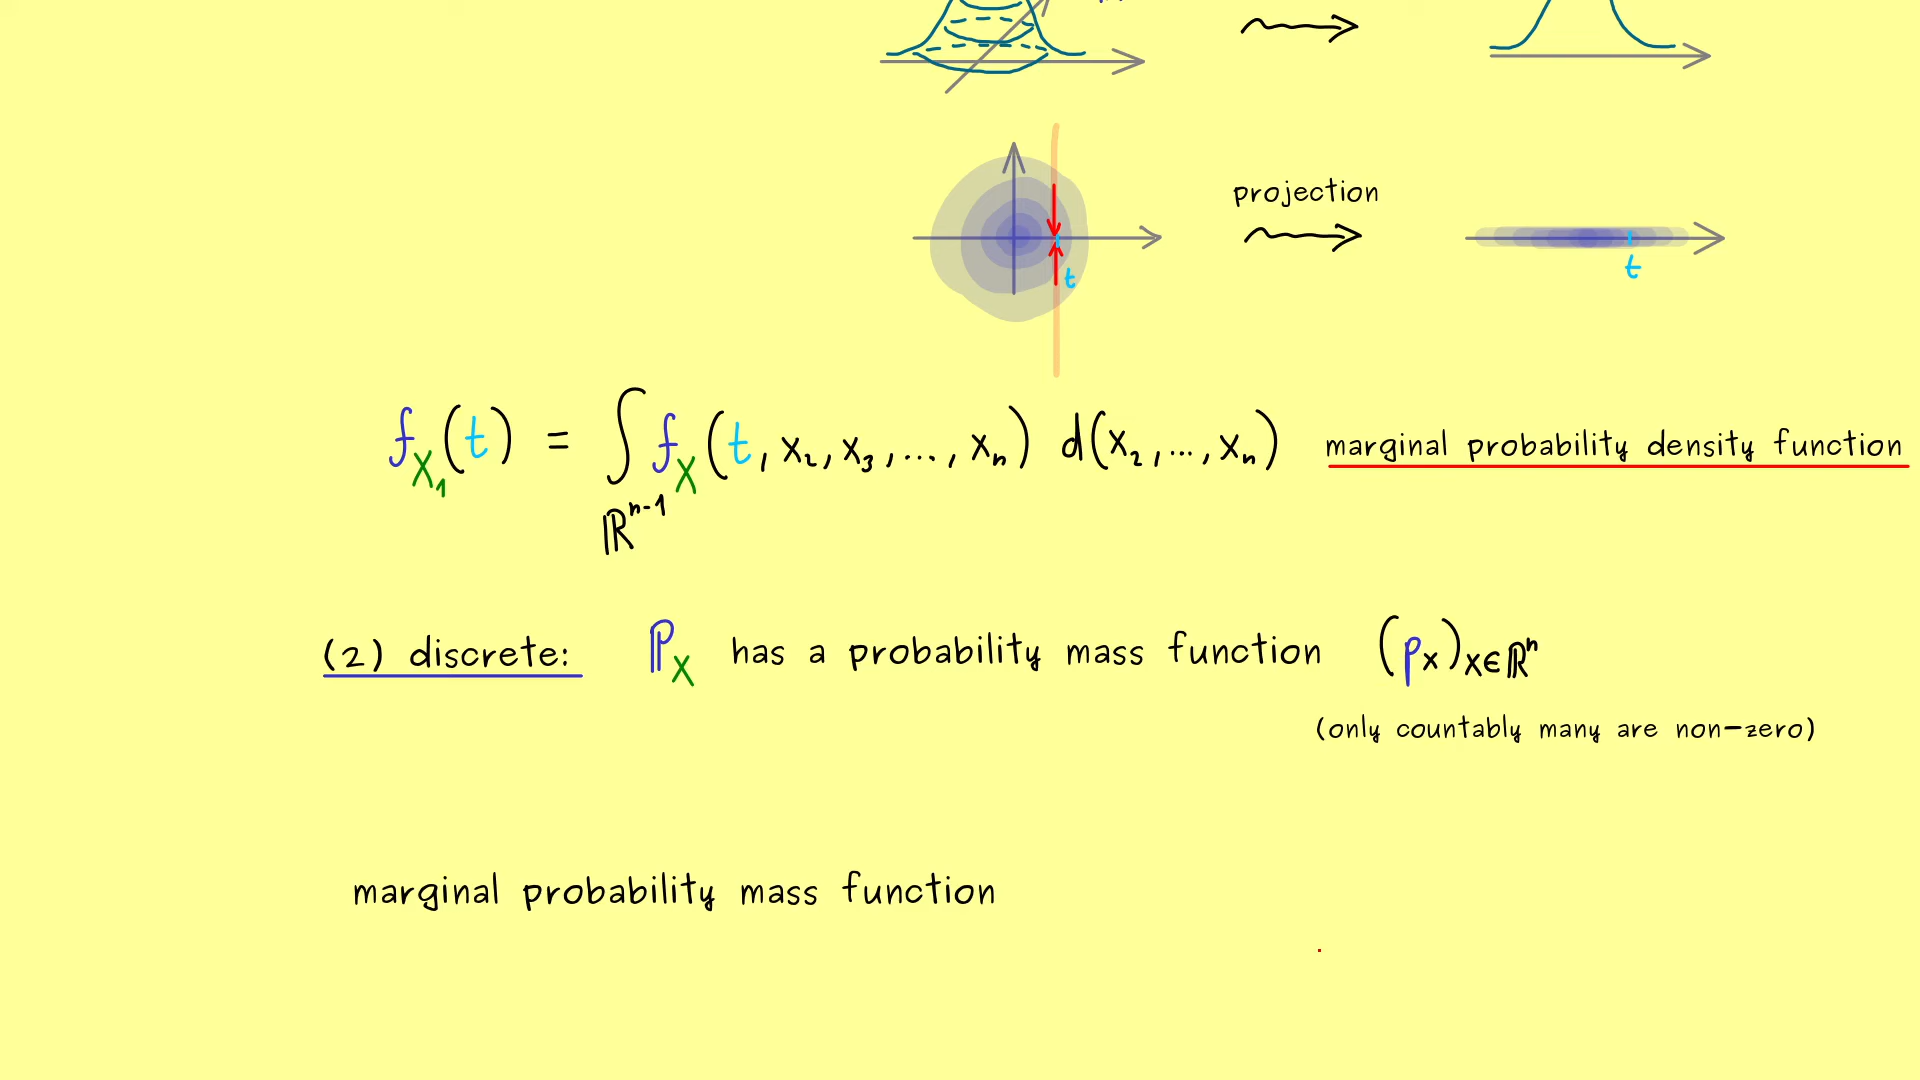 projection
t
t
f_{X_1}(t) = ∫_{ℝ^{n-1}} f_X(t, x_2, x_3, ..., x_n) d(x_2, ..., x_n) marginal probability density function
(2) discrete: ℙ_X has a probability mass function (p_x)_{x∈ℝ^n}
(only countably many are non-zero)
marginal probability mass function